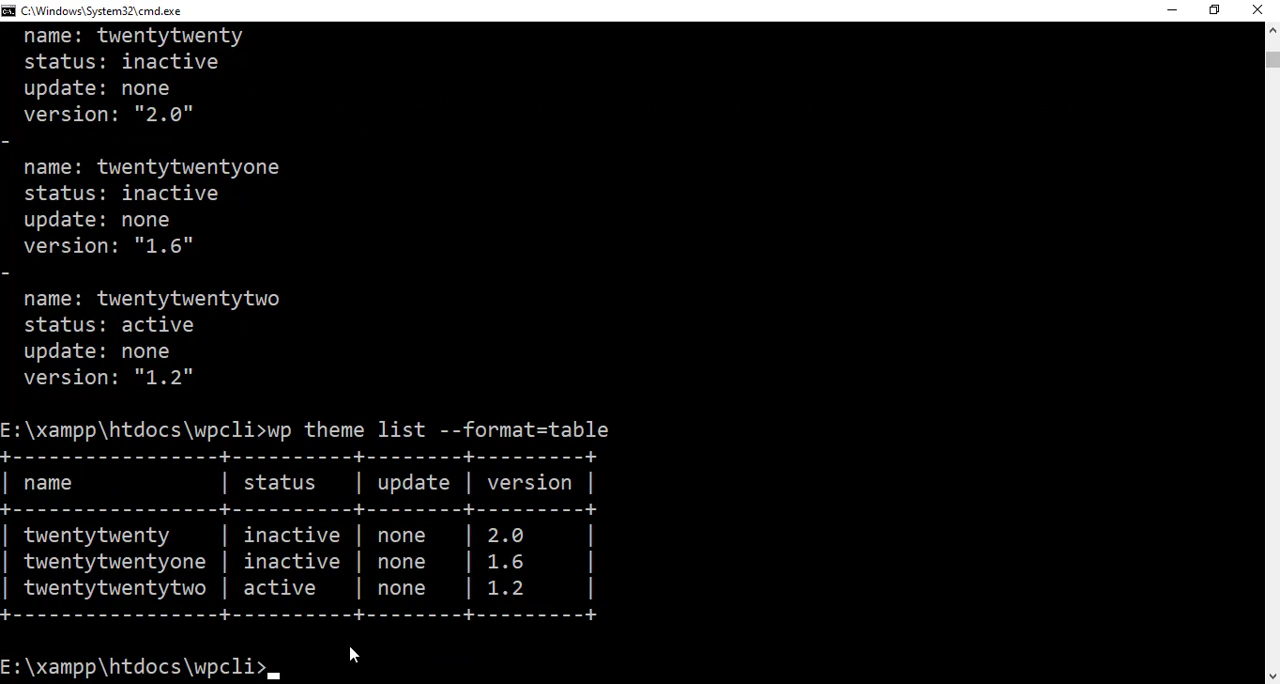 C:\Windows\System32\cmd.exe
name: twentytwenty
status: inactive
update: none
version: "2.0"
-
name: twentytwentyone
status: inactive
update: none
version: "1.6"
-
name: twentytwentytwo
status: active
update: none
version: "1.2"
E:\xampp\htdocs\wpcli>wp theme list --format=table
+-----------------+----------+--------+---------+
| name            | status   | update | version |
+-----------------+----------+--------+---------+
| twentytwenty    | inactive | none   | 2.0     |
| twentytwentyone | inactive | none   | 1.6     |
| twentytwentytwo | active   | none   | 1.2     |
+-----------------+----------+--------+---------+
E:\xampp\htdocs\wpcli>_